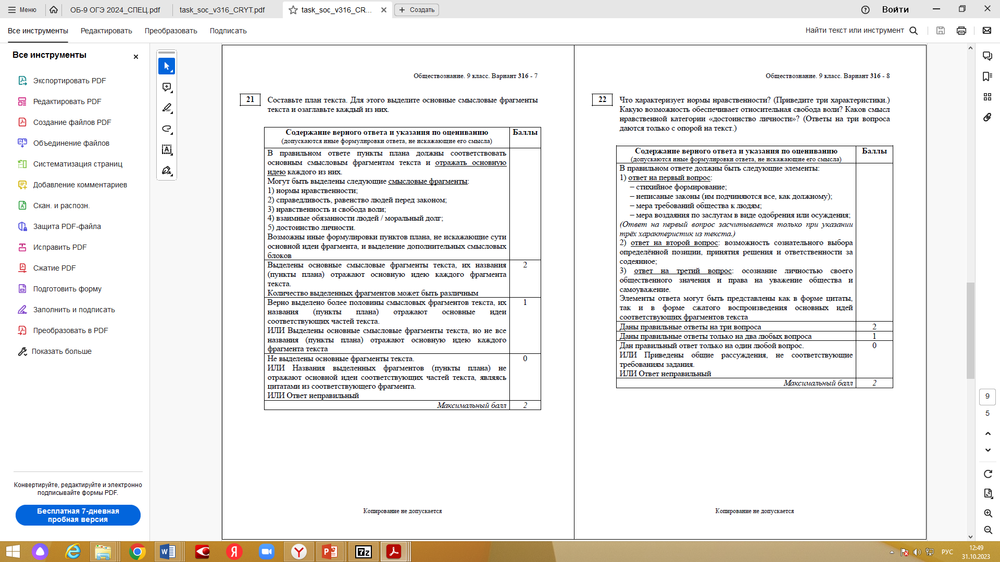 Меню
ОБ-9 ОГЭ 2024_СПЕЦ.pdf
task_soc_v316_CRYT.pdf
task_soc_v316_CR...
Создать
Войти
Все инструменты
Редактировать
Преобразовать
Подписать
Найти текст или инструмент
Все инструменты
Экспортировать PDF
Редактировать PDF
Создание файлов PDF
Объединение файлов
Систематизация страниц
Добавление комментариев
Скан. и распозн.
Защита PDF-файла
Исправить PDF
Сжатие PDF
Подготовить форму
Заполнить и подписать
Преобразовать в PDF
Показать больше
Конвертируйте, редактируйте и электронно
подписывайте формы PDF.
Бесплатная 7-дневная
пробная версия
Обществознание. 9 класс. Вариант 316 - 7
21
Составьте план текста. Для этого выделите основные смысловые фрагменты
текста и озаглавьте каждый из них.
Содержание верного ответа и указания по оцениванию
(допускаются иные формулировки ответа, не искажающие его смысла)
Баллы
В правильном ответе пункты плана должны соответствовать
основным смысловым фрагментам текста и отражать основную
идею каждого из них.
Могут быть выделены следующие смысловые фрагменты:
1) нормы нравственности;
2) справедливость, равенство людей перед законом;
3) нравственность и свобода воли;
4) взаимные обязанности людей / моральный долг;
5) достоинство личности.
Возможны иные формулировки пунктов плана, не искажающие сути
основной идеи фрагмента, и выделение дополнительных смысловых
блоков
Выделены основные смысловые фрагменты текста, их названия
(пункты плана) отражают основную идею каждого фрагмента
текста.
Количество выделенных фрагментов может быть различным
2
Верно выделено более половины смысловых фрагментов текста, их
названия (пункты плана) отражают основные идеи
соответствующих частей текста.
ИЛИ Выделены основные смысловые фрагменты текста, но не все
названия (пункты плана) отражают основную идею каждого
фрагмента текста
1
Не выделены основные фрагменты текста.
ИЛИ Названия выделенных фрагментов (пункты плана) не
отражают основной идеи соответствующих частей текста, являясь
цитатами из соответствующего фрагмента.
ИЛИ Ответ неправильный
0
Максимальный балл
2
Копирование не допускается
Обществознание. 9 класс. Вариант 316 - 8
22
Что характеризует нормы нравственности? (Приведите три характеристики.)
Какую возможность обеспечивает относительная свобода воли? Каков смысл
нравственной категории «достоинство личности»? (Ответы на три вопроса
даются только с опорой на текст.)
Содержание верного ответа и указания по оцениванию
(допускаются иные формулировки ответа, не искажающие его смысла)
Баллы
В правильном ответе должны быть следующие элементы:
1) ответ на первый вопрос:
– стихийное формирование;
– неписаные законы (им подчиняются все, как должному);
– мера требований общества к людям;
– мера воздаяния по заслугам в виде одобрения или осуждения;
(Ответ на первый вопрос засчитывается только при указании
трёх характеристик из текста.)
2) ответ на второй вопрос: возможность сознательного выбора
определённой позиции, принятия решения и ответственности за
содеянное;
3) ответ на третий вопрос: осознание личностью своего
общественного значения и права на уважение общества и
самоуважение.
Элементы ответа могут быть представлены как в форме цитаты,
так и в форме сжатого воспроизведения основных идей
соответствующих фрагментов текста
Даны правильные ответы на три вопроса
2
Даны правильные ответы только на два любых вопроса
1
Дан правильный ответ только на один любой вопрос.
ИЛИ Приведены общие рассуждения, не соответствующие
требованиям задания.
ИЛИ Ответ неправильный
0
Максимальный балл
2
Копирование не допускается
9
5
РУС
12:49
31.10.2023